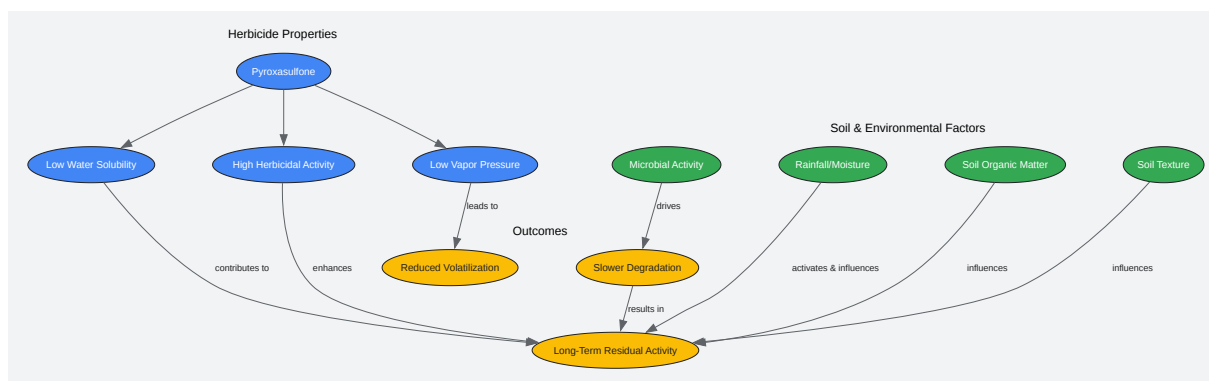 Herbicide Properties
Pyroxasulfone
Soil & Environmental Factors
Low Water Solubility
High Herbicidal Activity
Low Vapor Pressure
Microbial Activity
Rainfall/Moisture
Soil Organic Matter
Soil Texture
leads to
drives
Outcomes
contributes to
enhances
Reduced Volatilization
Slower Degradation
activates & influences
influences
influences
results in
Long-Term Residual Activity